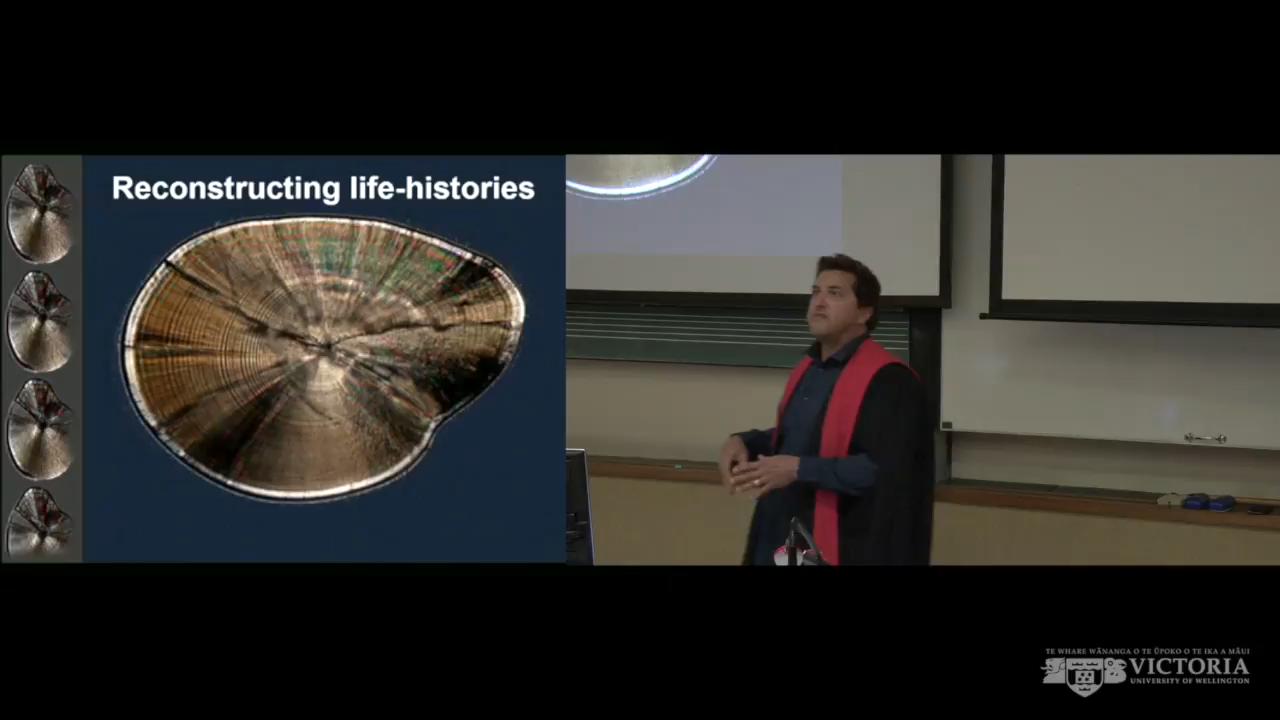 Reconstructing life-histories
TE WHARE WĀNANGA O TE ŪPOKO O TE IKA A MĀUI
VICTORIA
UNIVERSITY OF WELLINGTON